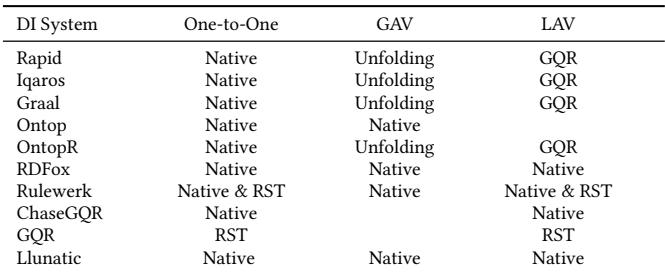 DI System One-to-One GAV LAV
Rapid Native Unfolding GQR
Iqaros Native Unfolding GQR
Graal Native Unfolding GQR
Ontop Native Native
OntopR Native Unfolding GQR
RDFox Native Native Native
Rulewerk Native & RST Native Native & RST
ChaseGQR Native Native
GQR RST RST
Llunatic Native Native Native